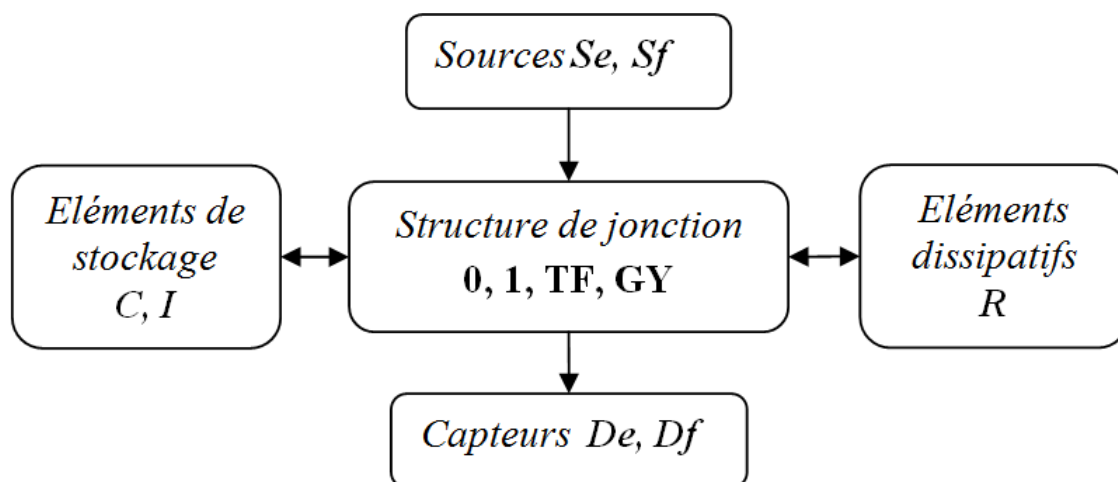 Sources Se, Sf
Eléments de
stockage
C, I
Structure de jonction
0, 1, TF, GY
Eléments
dissipatifs
R
Capteurs De, Df